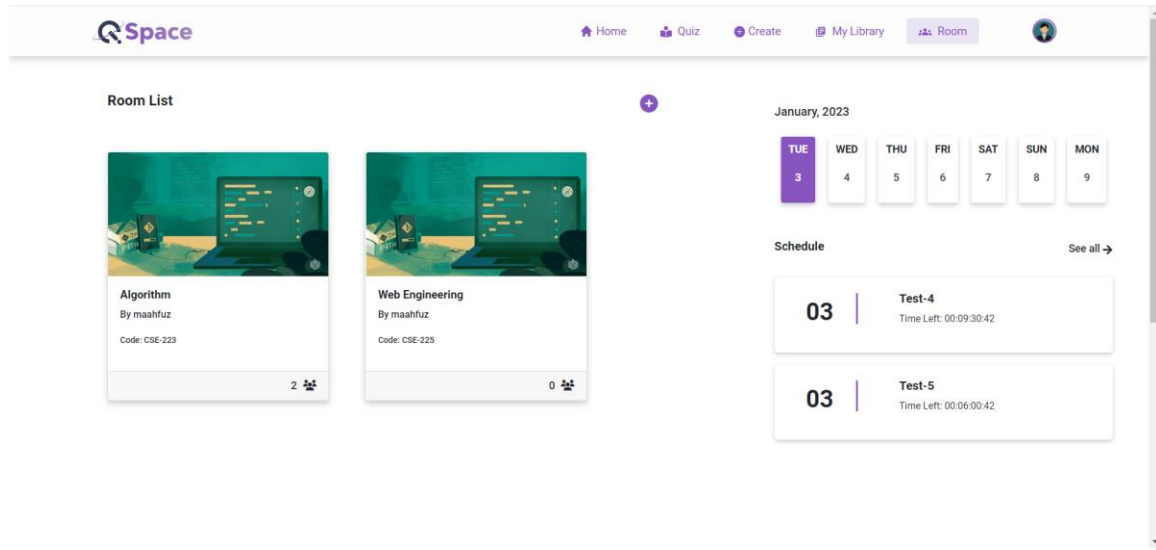 QSpace
Home Quiz Create My Library Room
Room List
Algorithm
By maahfuz
Code: CSE-223
2
Web Engineering
By maahfuz
Code: CSE-225
0
January, 2023
TUE WED THU FRI SAT SUN MON
3 4 5 6 7 8 9
Schedule
See all →
03
Test-4
Time Left: 00:09:30:42
03
Test-5
Time Left: 00:06:00:42